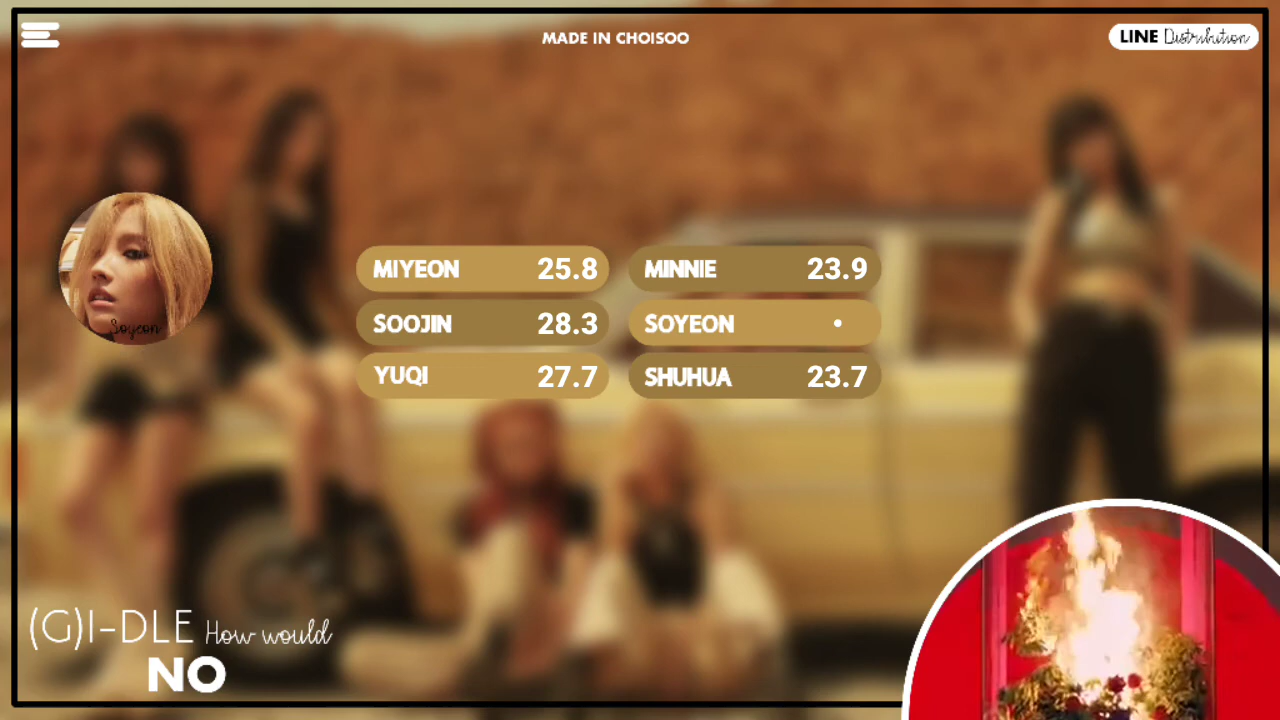 MADE IN CHOISOO
LINE Distribution
Soyeon
MIYEON 25.8
MINNIE 23.9
SOOJIN 28.3
SOYEON •
YUQI 27.7
SHUHUA 23.7
(G)I-DLE How would
NO